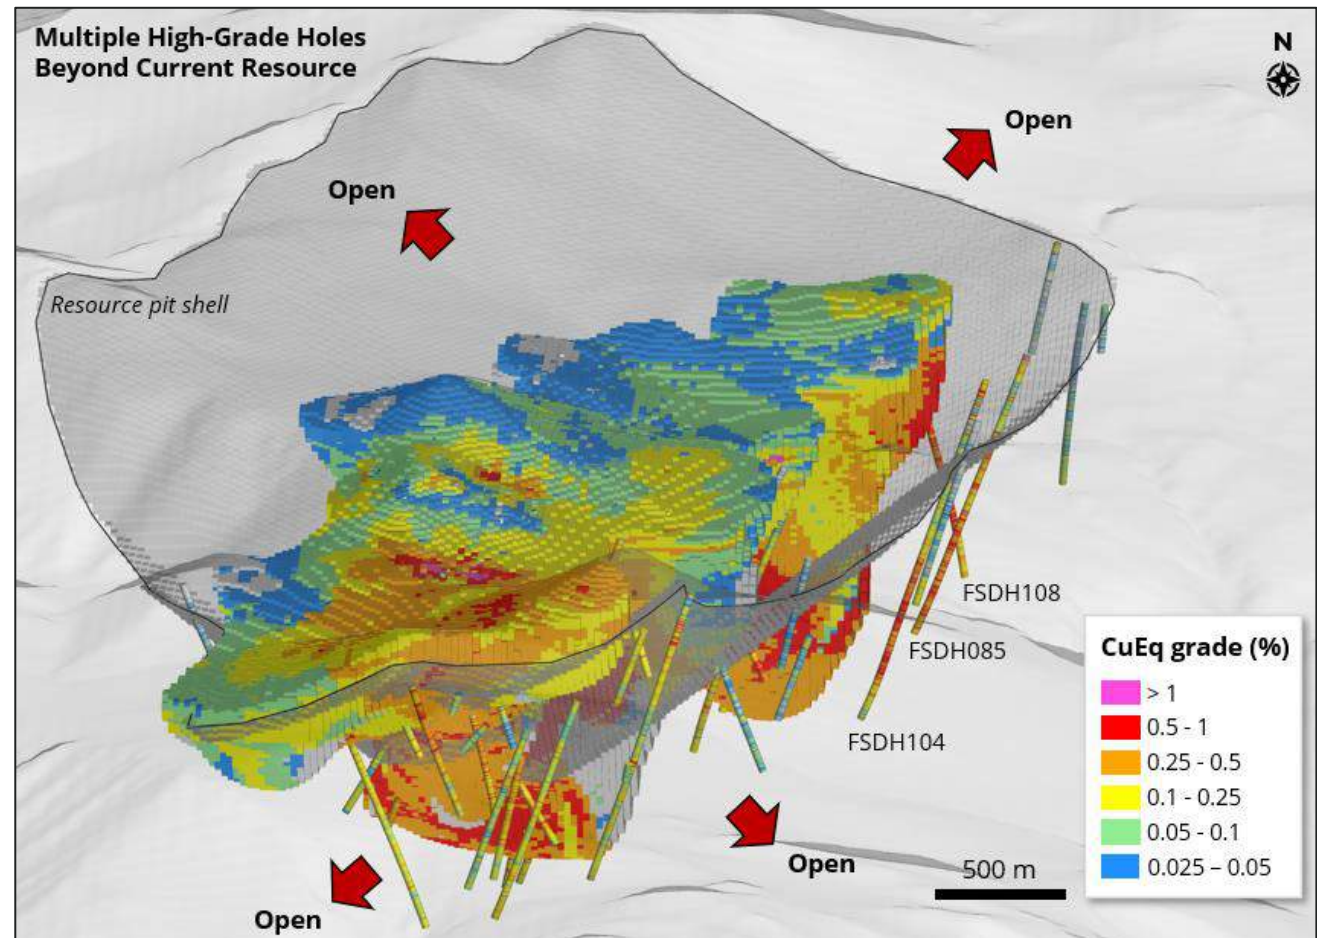 Multiple High-Grade Holes
Beyond Current Resource
N
Open
Open
Resource pit shell
FSDH108
FSDH085
FSDH104
CuEq grade (%)
> 1
0.5 - 1
0.25 - 0.5
0.1 - 0.25
0.05 - 0.1
0.025 – 0.05
500 m
Open
Open